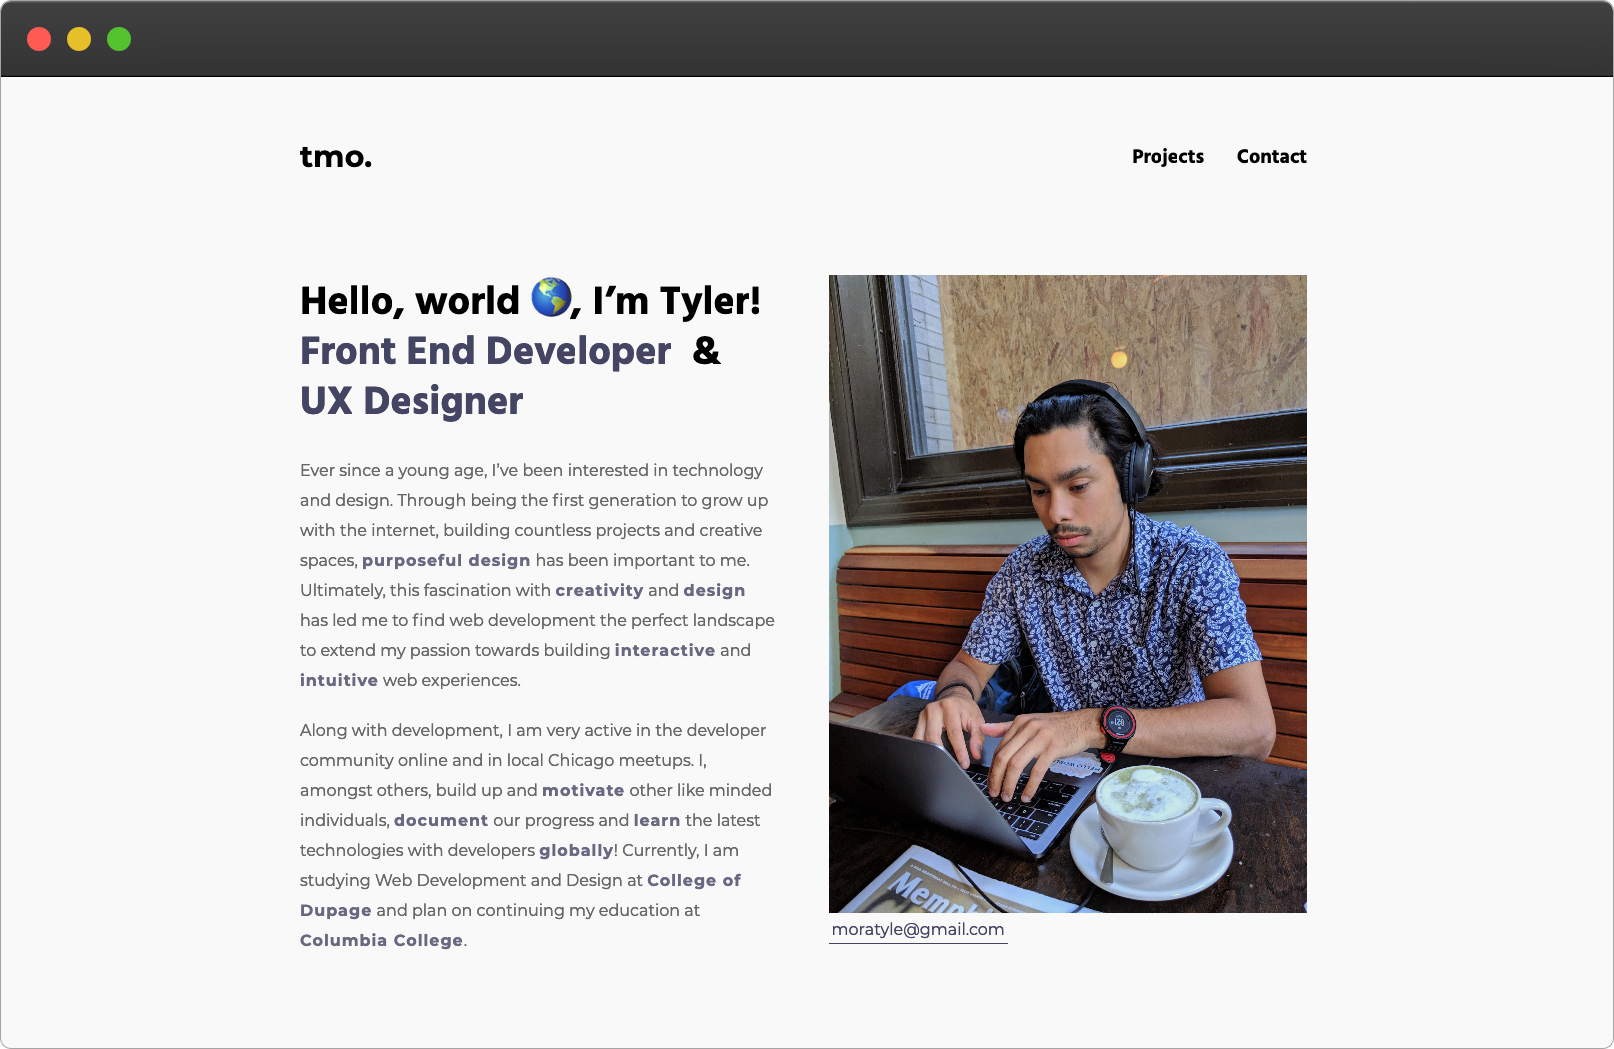 tmo.
Projects Contact
Hello, world 🌎, I’m Tyler!
Front End Developer &
UX Designer
Ever since a young age, I’ve been interested in technology
and design. Through being the first generation to grow up
with the internet, building countless projects and creative
spaces, purposeful design has been important to me.
Ultimately, this fascination with creativity and design
has led me to find web development the perfect landscape
to extend my passion towards building interactive and
intuitive web experiences.
Along with development, I am very active in the developer
community online and in local Chicago meetups. I,
amongst others, build up and motivate other like minded
individuals, document our progress and learn the latest
technologies with developers globally! Currently, I am
studying Web Development and Design at College of
Dupage and plan on continuing my education at
Columbia College.
moratyle@gmail.com